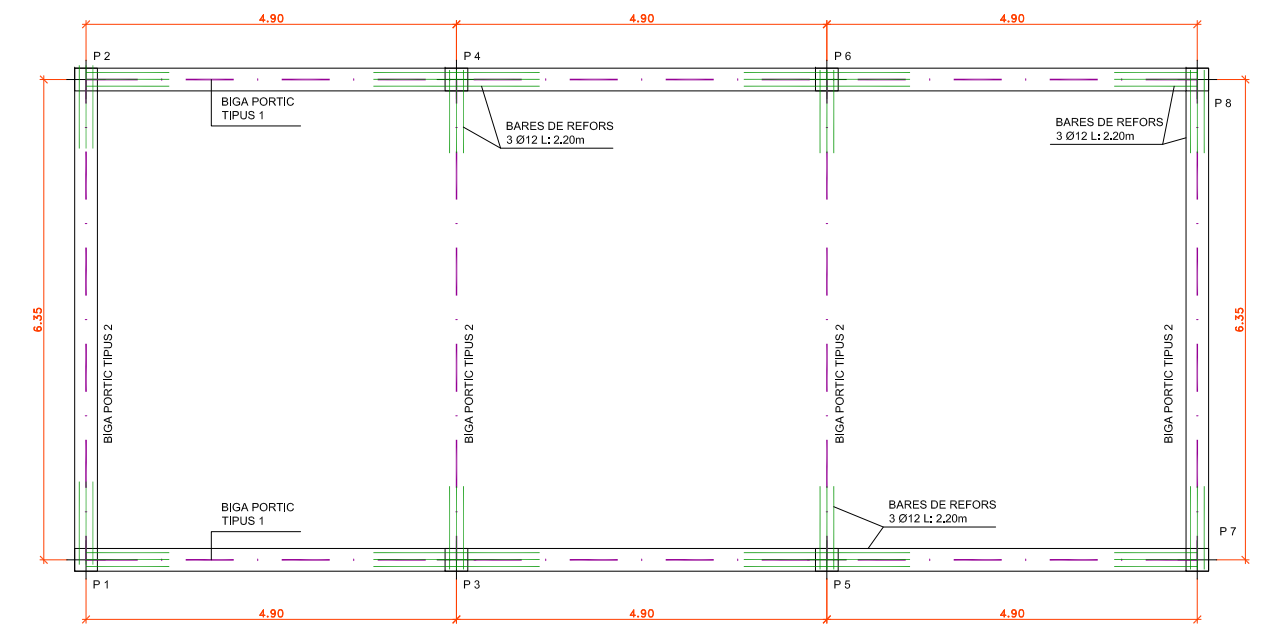 4.90
4.90
4.90
P 2
P 4
P 6
P 8
BIGA PORTIC
TIPUS 1
BARES DE REFORS
3 Ø12 L: 2.20m
BARES DE REFORS
3 Ø12 L: 2.20m
6.35
BIGA PORTIC TIPUS 2
BIGA PORTIC TIPUS 2
BIGA PORTIC TIPUS 2
BIGA PORTIC TIPUS 2
6.35
BIGA PORTIC
TIPUS 1
BARES DE REFORS
3 Ø12 L: 2.20m
P 7
P 1
P 3
P 5
4.90
4.90
4.90